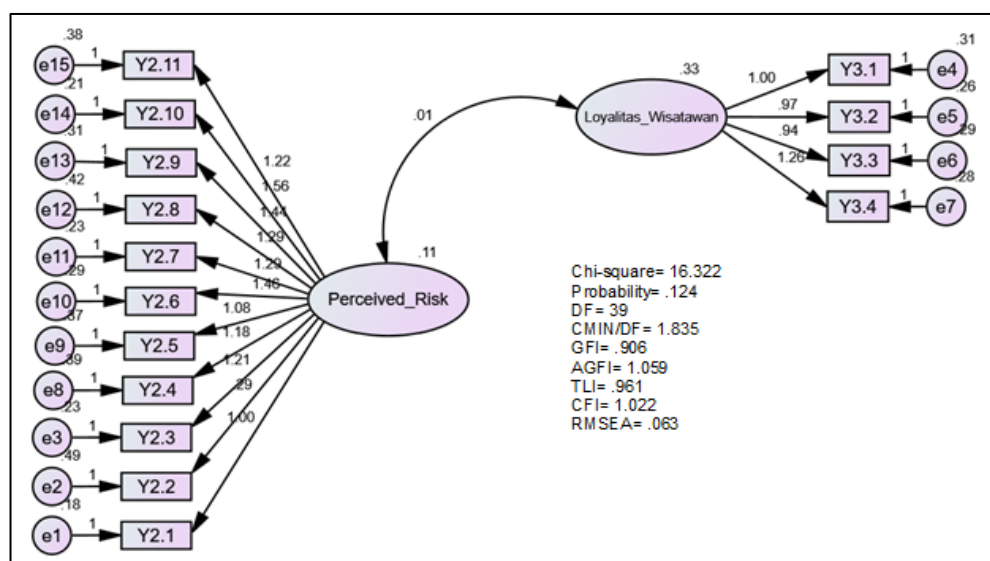 .38
e15 1 Y2.11
.21
e14 1 Y2.10
.31
e13 1 Y2.9
.42
e12 1 Y2.8
.23
e11 1 Y2.7
.29
e10 1 Y2.6
.37
e9 1 Y2.5
.39
e8 1 Y2.4
.23
e3 1 Y2.3
.49
e2 1 Y2.2
.18
e1 1 Y2.1
1.22
1.56
1.44
1.29
1.29
1.46
1.08
1.18
1.21
.29
1.00
.11
Perceived_Risk
.01
.33
Loyalitas_Wisatawan
1.00
.97
.94
1.26
.31
Y3.1 1 e4
.26
Y3.2 1 e5
.29
Y3.3 1 e6
.28
Y3.4 1 e7
Chi-square= 16.322
Probability= .124
DF= 39
CMIN/DF= 1.835
GFI= .906
AGFI= 1.059
TLI= .961
CFI= 1.022
RMSEA= .063